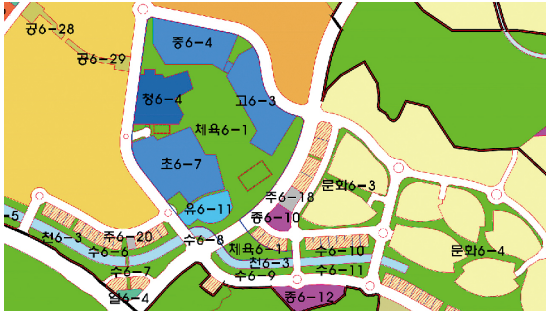 공6-28
중6-4
공6-29
정6-4
고6-3
체육6-1
초6-7
문화6-3
주6-18
유6-11
종6-10
-5
천6-3
주6-20
수6-8
수6-6
체육6-1
수6-10
문화6-4
천6-3
수6-7
수6-9
수6-11
열6-4
종6-12